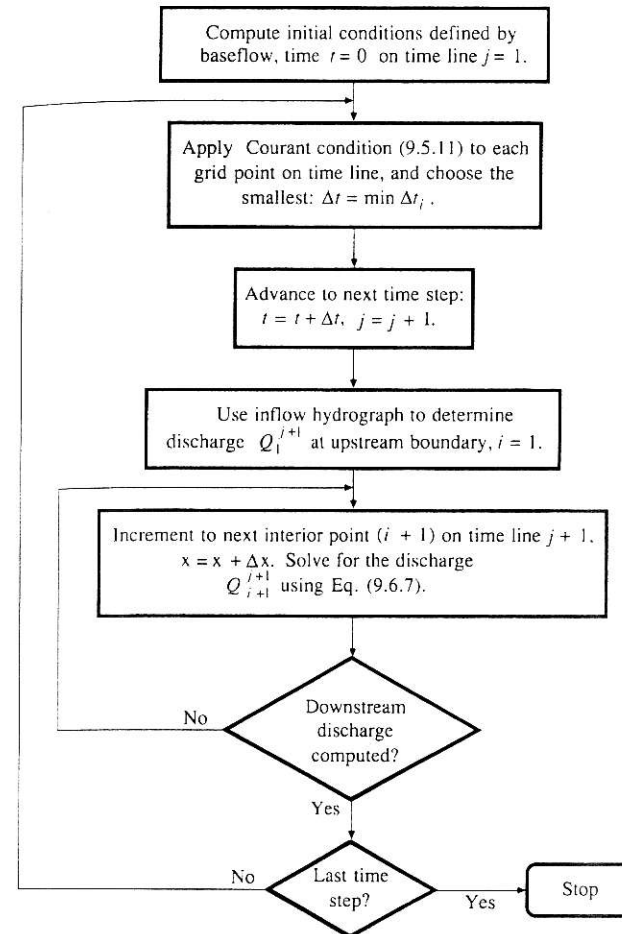 Compute initial conditions defined by
baseflow, time t = 0 on time line j = 1.
Apply Courant condition (9.5.11) to each
grid point on time line, and choose the
smallest: Δt = min Δt_i .
Advance to next time step:
t = t + Δt, j = j + 1.
Use inflow hydrograph to determine
discharge Q_1^{j+1} at upstream boundary, i = 1.
Increment to next interior point (i + 1) on time line j + 1.
x = x + Δx. Solve for the discharge
Q_{i+1}^{j+1} using Eq. (9.6.7).
No
Downstream
discharge
computed?
Yes
No
Last time
step?
Yes
Stop